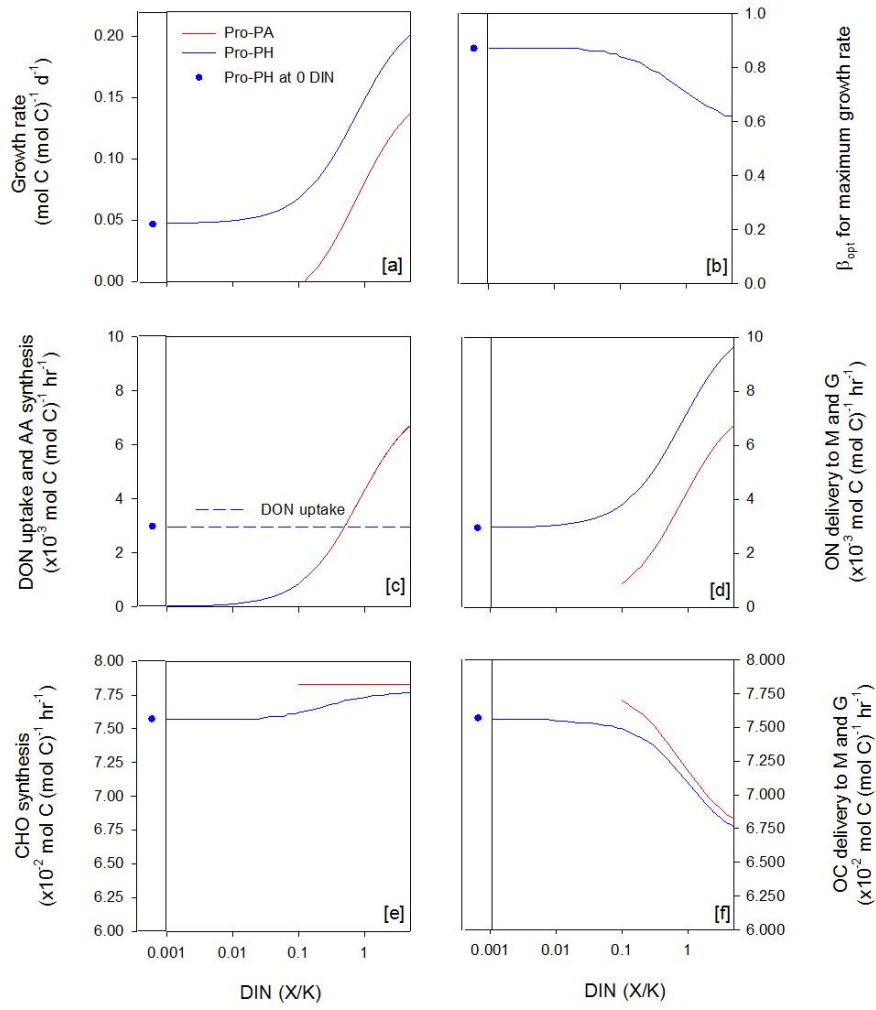 Growth rate
(mol C (mol C)⁻¹ d⁻¹)
0.20
0.15
0.10
0.05
0.00
Pro-PA
Pro-PH
Pro-PH at 0 DIN
[a]
1.0
0.8
0.6
0.4
0.2
0.0
[b]
β_opt for maximum growth rate
DON uptake and AA synthesis
(x10⁻³ mol C (mol C)⁻¹ hr⁻¹)
10
8
6
4
2
0
DON uptake
[c]
10
8
6
4
2
0
[d]
ON delivery to M and G
(x10⁻³ mol C (mol C)⁻¹ hr⁻¹)
CHO synthesis
(x10⁻² mol C (mol C)⁻¹ hr⁻¹)
8.00
7.75
7.50
7.25
7.00
6.75
6.50
6.25
6.00
[e]
0.001 0.01 0.1 1
DIN (X/K)
8.000
7.750
7.500
7.250
7.000
6.750
6.500
6.250
6.000
[f]
0.001 0.01 0.1 1
DIN (X/K)
OC delivery to M and G
(x10⁻² mol C (mol C)⁻¹ hr⁻¹)